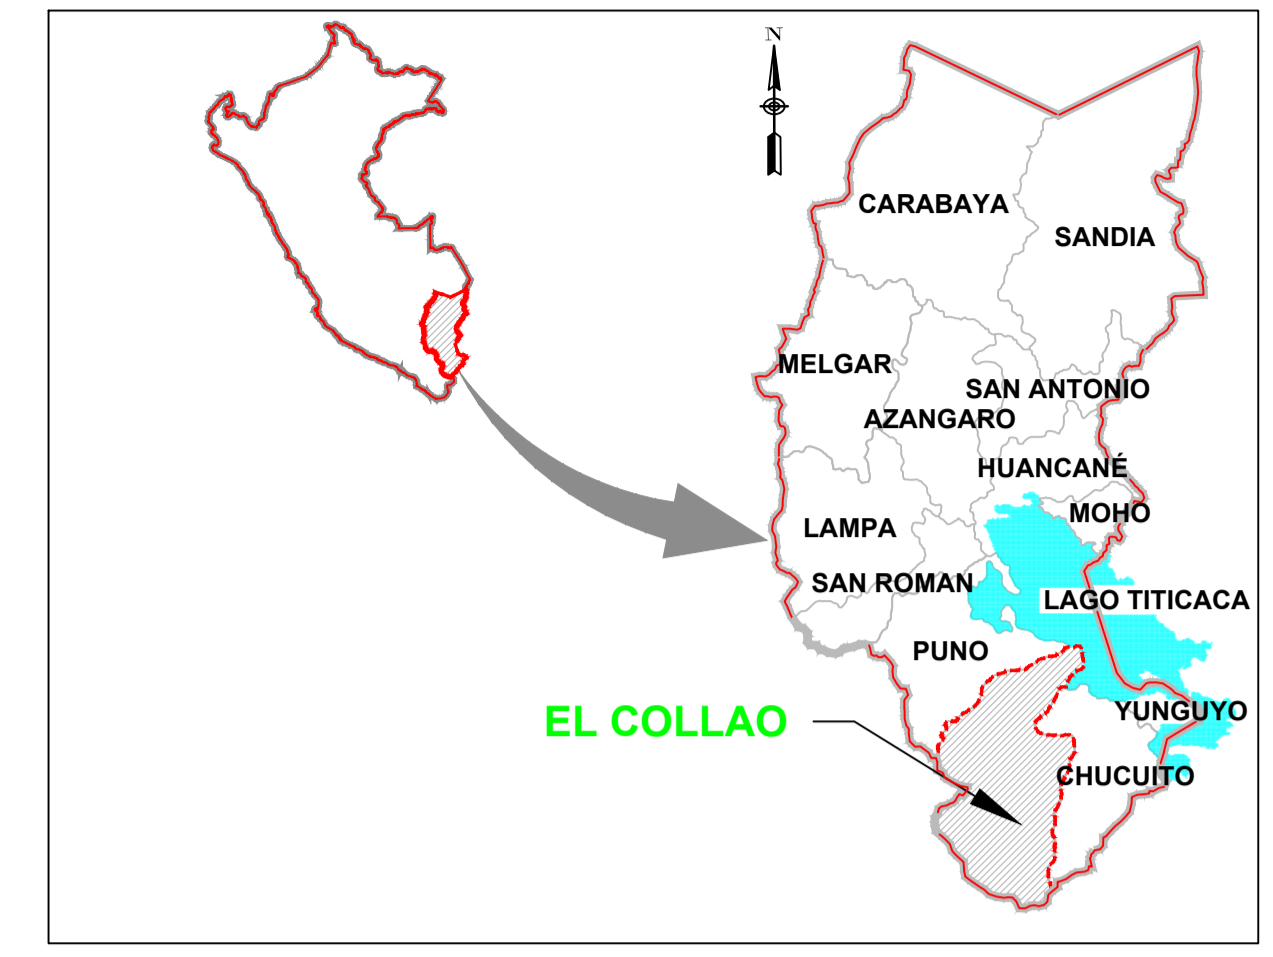 N
CARABAYA
SANDIA
MELGAR
SAN ANTONIO
AZANGARO
HUANCANÉ
MOHO
LAMPA
SAN ROMAN
LAGO TITICACA
PUNO
YUNGUYO
EL COLLAO
CHUCUITO